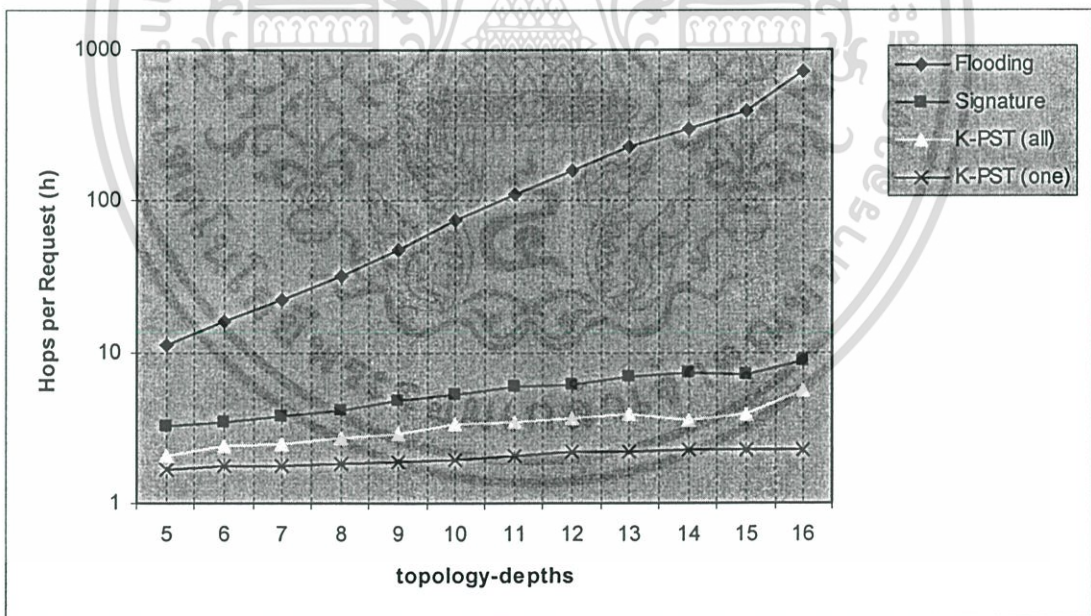 1000
100
10
1
Hops per Request (h)
5 6 7 8 9 10 11 12 13 14 15 16
topology-depths
Flooding
Signature
K-PST (all)
K-PST (one)